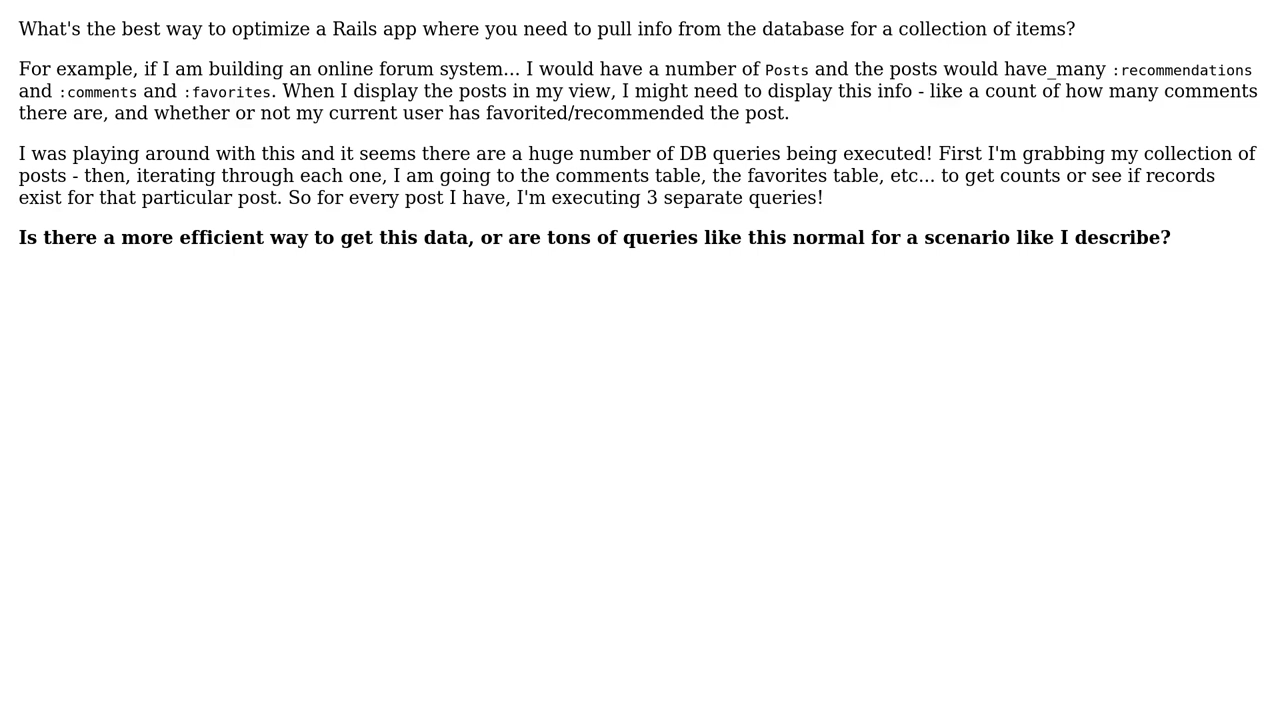 What's the best way to optimize a Rails app where you need to pull info from the database for a collection of items?
For example, if I am building an online forum system... I would have a number of Posts and the posts would have_many :recommendations
and :comments and :favorites. When I display the posts in my view, I might need to display this info - like a count of how many comments
there are, and whether or not my current user has favorited/recommended the post.
I was playing around with this and it seems there are a huge number of DB queries being executed! First I'm grabbing my collection of
posts - then, iterating through each one, I am going to the comments table, the favorites table, etc... to get counts or see if records
exist for that particular post. So for every post I have, I'm executing 3 separate queries!
Is there a more efficient way to get this data, or are tons of queries like this normal for a scenario like I describe?